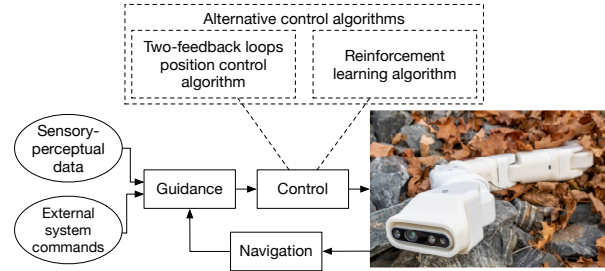 Alternative control algorithms
Two-feedback loops
position control
algorithm
Reinforcement
learning algorithm
Sensory-
perceptual
data
External
system
commands
Guidance
Control
Navigation